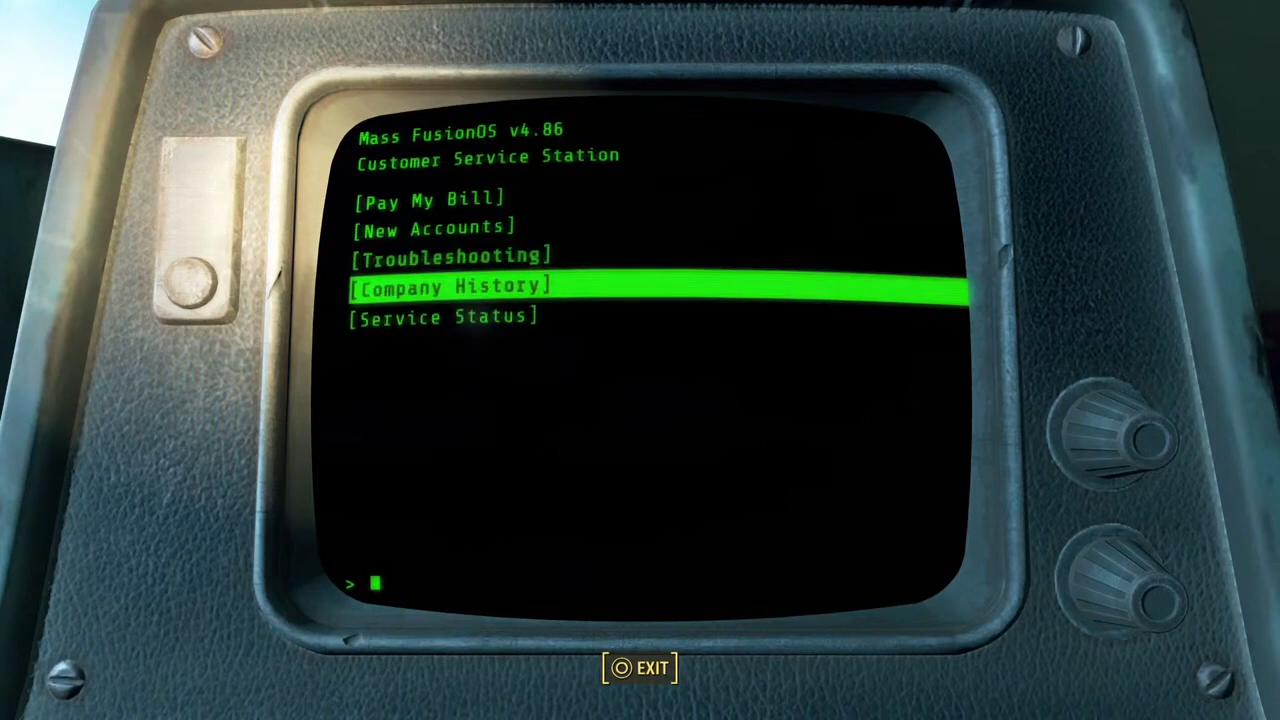 Mass FusionOS v4.86
Customer Service Station
[Pay My Bill]
[New Accounts]
[Troubleshooting]
[Company History]
[Service Status]
>
EXIT